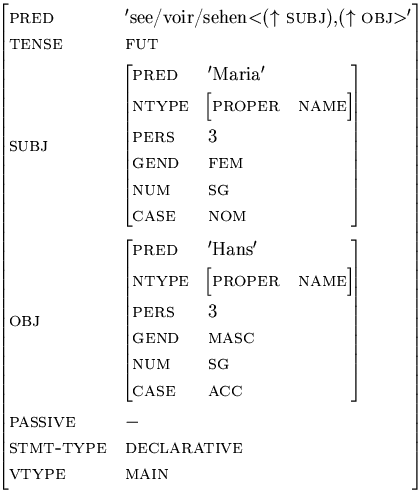 PRED 'see/voir/sehen<(↑ SUBJ),(↑ OBJ>'
TENSE FUT
SUBJ
PRED 'Maria'
NTYPE [PROPER NAME]
PERS 3
GEND FEM
NUM SG
CASE NOM
OBJ
PRED 'Hans'
NTYPE [PROPER NAME]
PERS 3
GEND MASC
NUM SG
CASE ACC
PASSIVE –
STMT-TYPE DECLARATIVE
VTYPE MAIN